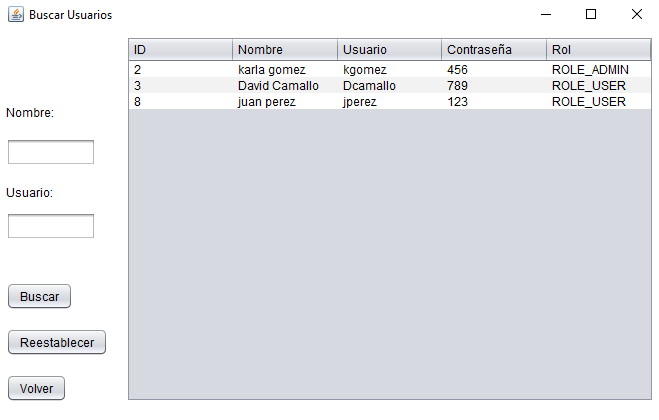 Buscar Usuarios
ID Nombre Usuario Contraseña Rol
2 karla gomez kgomez 456 ROLE_ADMIN
3 David Camallo Dcamallo 789 ROLE_USER
8 juan perez jperez 123 ROLE_USER
Nombre:
Usuario:
Buscar
Reestablecer
Volver